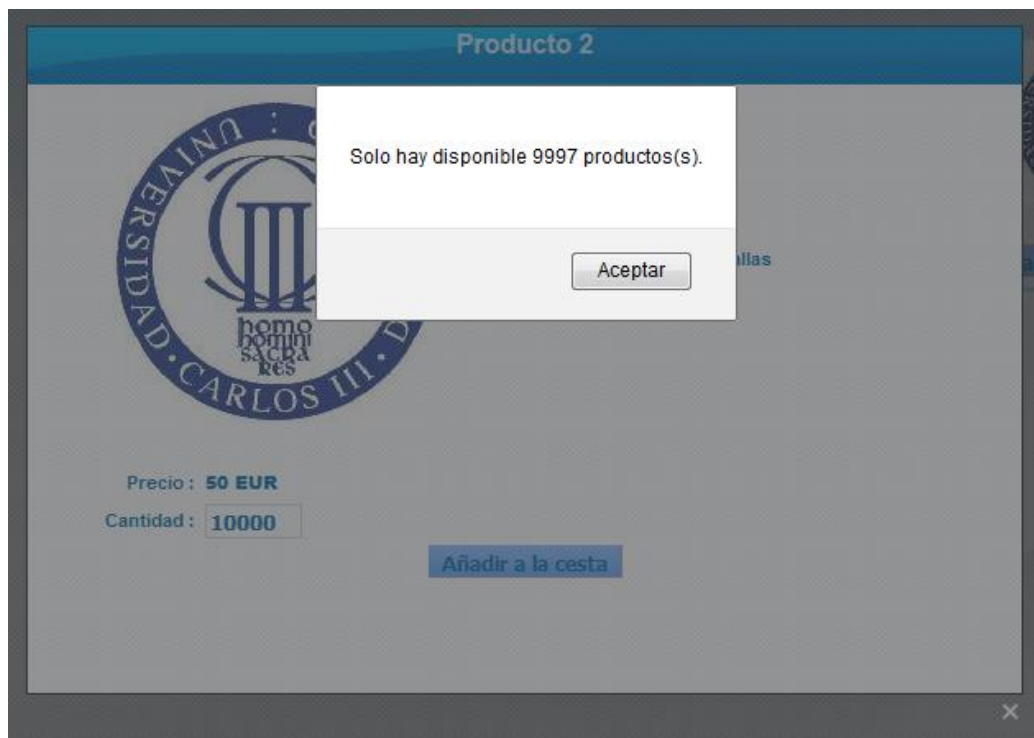 Producto 2
Solo hay disponible 9997 productos(s).
Aceptar
UNIVERSIDAD · CARLOS III · D
homo
homini
SACRA
RES
Precio : 50 EUR
Cantidad : 10000
Añadir a la cesta